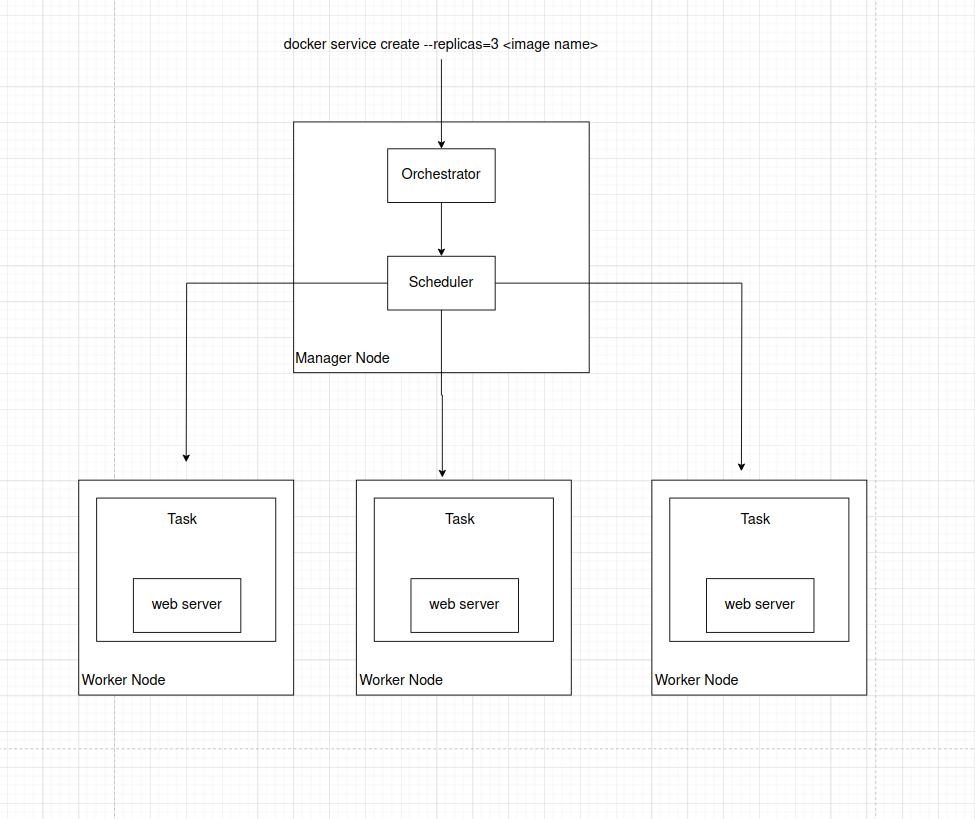 docker service create --replicas=3 <image name>
Orchestrator
Scheduler
Manager Node
Task
Task
Task
web server
web server
web server
Worker Node
Worker Node
Worker Node